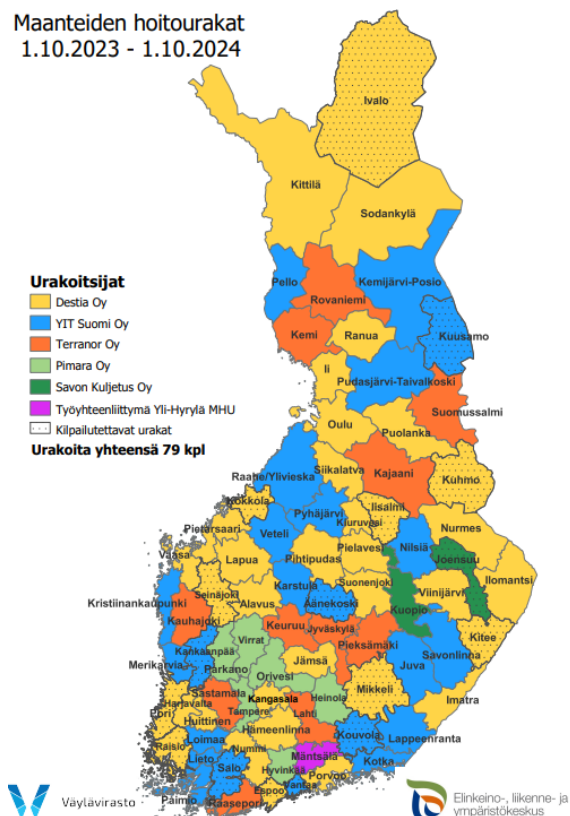 Maanteiden hoitourakat
1.10.2023 - 1.10.2024
Ivalo
Kittilä
Sodankylä
Urakoitsijat
Destia Oy
YIT Suomi Oy
Terranor Oy
Pimara Oy
Savon Kuljetus Oy
Työyhteenliittymä Yli-Hyrylä MHU
Kilpailutettavat urakat
Urakoita yhteensä 79 kpl
Pello
Kemijärvi-Posio
Rovaniemi
Kemi
Ranua
Kuusamo
Ii
Pudasjärvi-Taivalkoski
Suomussalmi
Oulu
Puolanka
Siikalatva
Kajaani
Raahe/Ylivieska
Kuhmo
Kokkola
Pyhäjärvi
Iisalmi
Kiuruvesi
Nurmes
Pietarsaari
Veteli
Vaasa
Lapua
Pihtipudas
Pielavesi
Nilsiä
Joensuu
Ilomantsi
Seinäjoki
Karstula
Suonenjoki
Viinijärvi
Kristiinankaupunki
Alavus
Äänekoski
Kuopio
Kauhajoki
Keuruu
Jyväskylä
Kitee
Virrat
Pieksämäki
Savonlinna
Kankaanpää
Merikarvia
Parkano
Orivesi
Jämsä
Juva
Mikkeli
Sastamala
Kangasala
Heinola
Imatra
Harjavalta
Tampere
Lahti
Pori
Huittinen
Hämeenlinna
Lappeenranta
Loimaa
Kouvola
Raisio
Lieto
Nummi
Mäntsälä
Kotka
Salo
Hyvinkää
Porvoo
Paimio
Espoo
Vantaa
Raasepori
Väylävirasto
Elinkeino-, liikenne- ja
ympäristökeskus